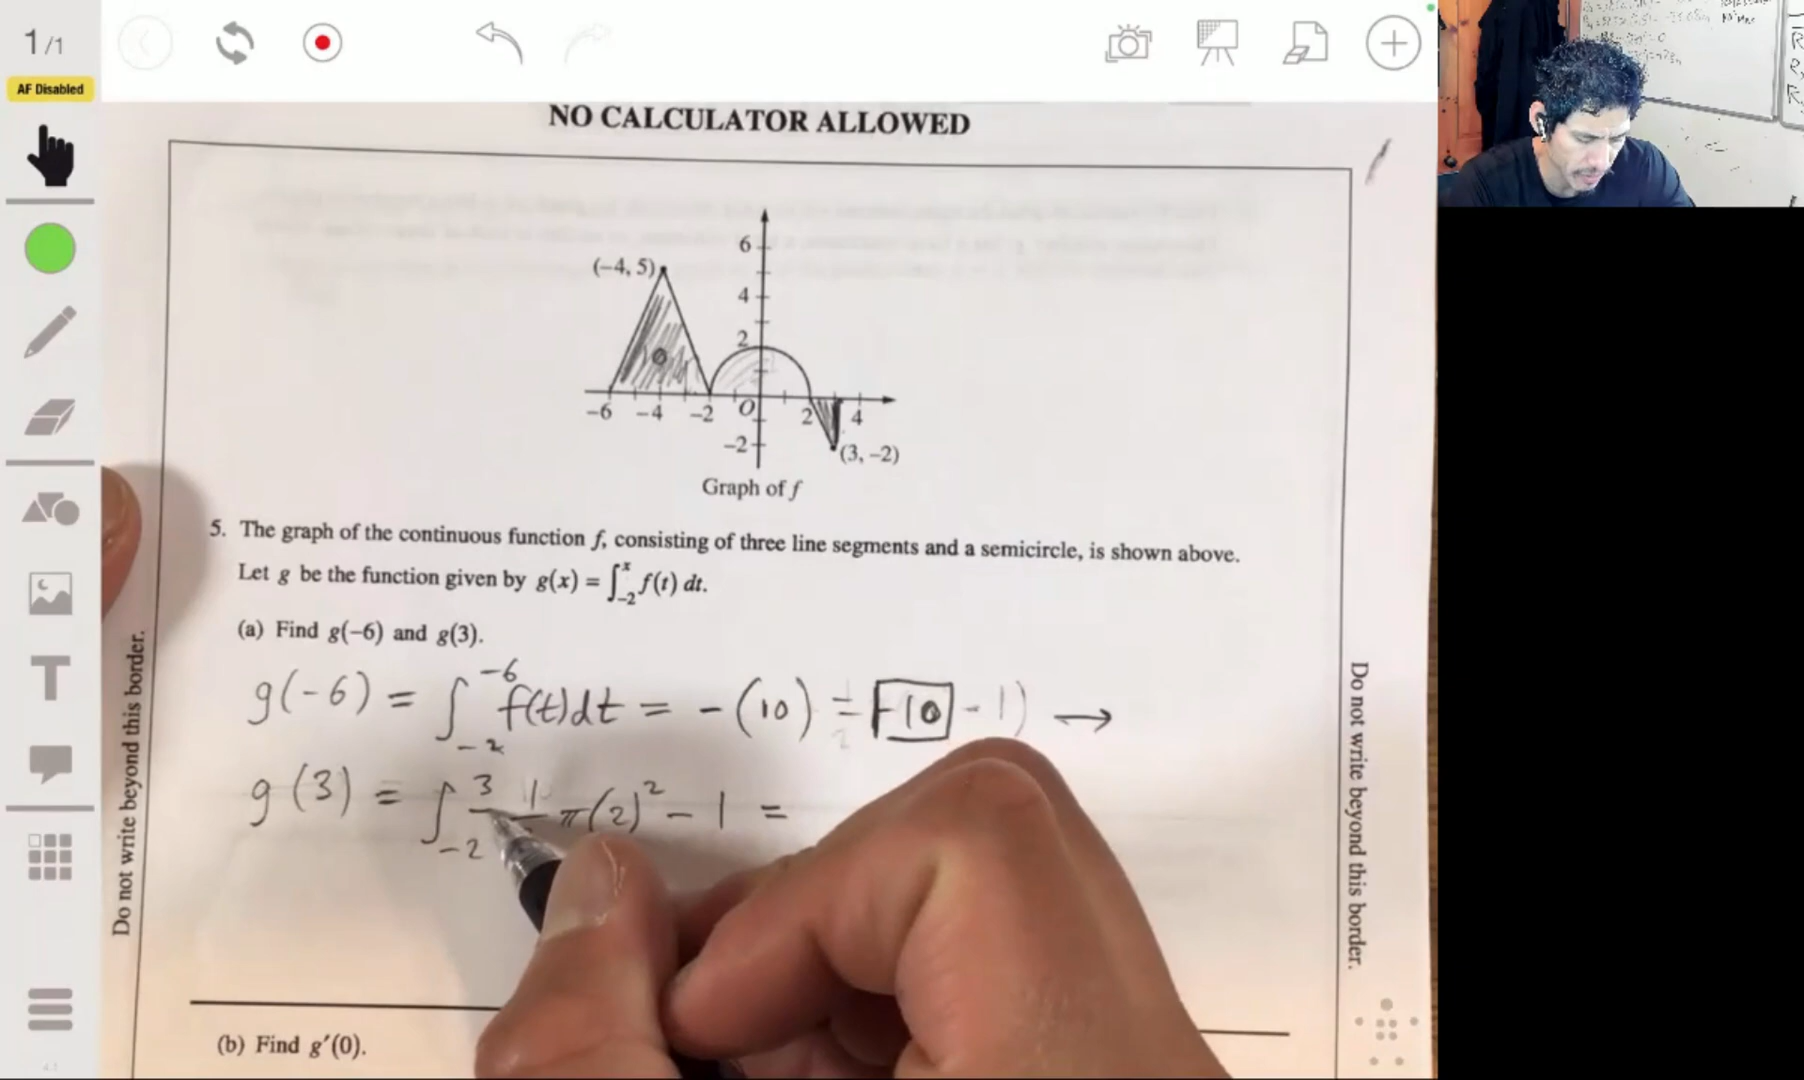 1/1
AF Disabled
NO CALCULATOR ALLOWED
6
(−4, 5)
4
2
−6 −4 −2 O 2 4
−2
(3, −2)
Graph of f
5. The graph of the continuous function f, consisting of three line segments and a semicircle, is shown above.
Let g be the function given by g(x) = ∫_{-2}^{x} f(t) dt.
(a) Find g(−6) and g(3).
g(-6) = ∫_{-2}^{-6} f(t)dt = -(10) = -10 - 1) →
g(3) = ∫_{-2}^{3} π(2)² - 1 =
(b) Find g′(0).
Do not write beyond this border.
Do not write beyond this border.
T